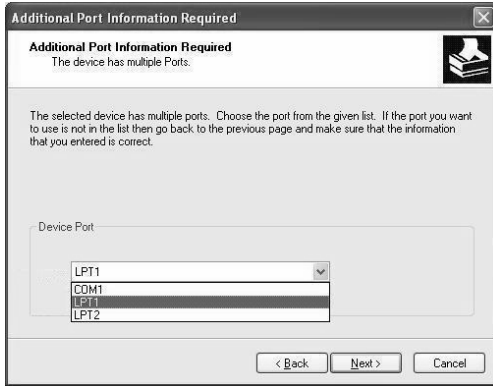 Additional Port Information Required
Additional Port Information Required
The device has multiple Ports.
The selected device has multiple ports. Choose the port from the given list. If the port you want
to use is not in the list then go back to the previous page and make sure that the information
that you entered is correct.
Device Port
LPT1
COM1
LPT1
LPT2
< Back
Next >
Cancel